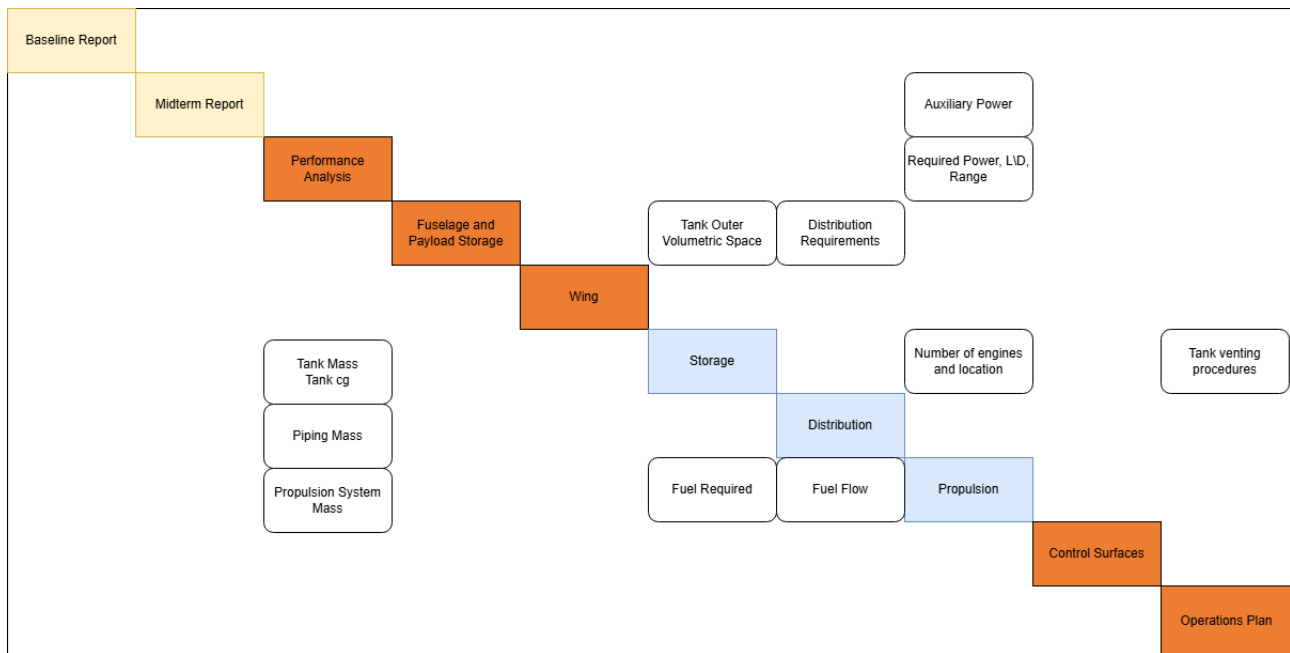 Baseline Report
Midterm Report
Auxiliary Power
Performance
Analysis
Required Power, L\D,
Range
Fuselage and
Payload Storage
Tank Outer
Volumetric Space
Distribution
Requirements
Wing
Tank Mass
Tank cg
Storage
Number of engines
and location
Tank venting
procedures
Piping Mass
Distribution
Propulsion System
Mass
Fuel Required
Fuel Flow
Propulsion
Control Surfaces
Operations Plan